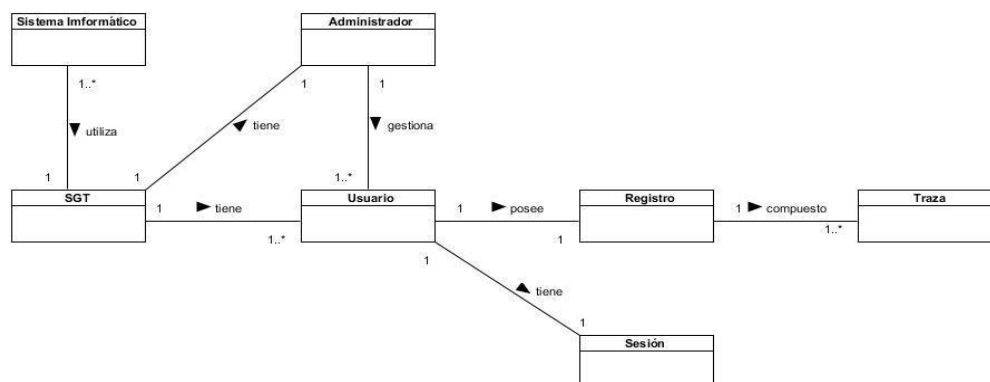 Sistema Imformático
Administrador
1..*
1
1
utiliza
tiene
gestiona
1
1
1..*
SGT
Usuario
Registro
Traza
1
tiene
1..*
1
posee
1
1
compuesto
1..*
1
tiene
1
Sesión